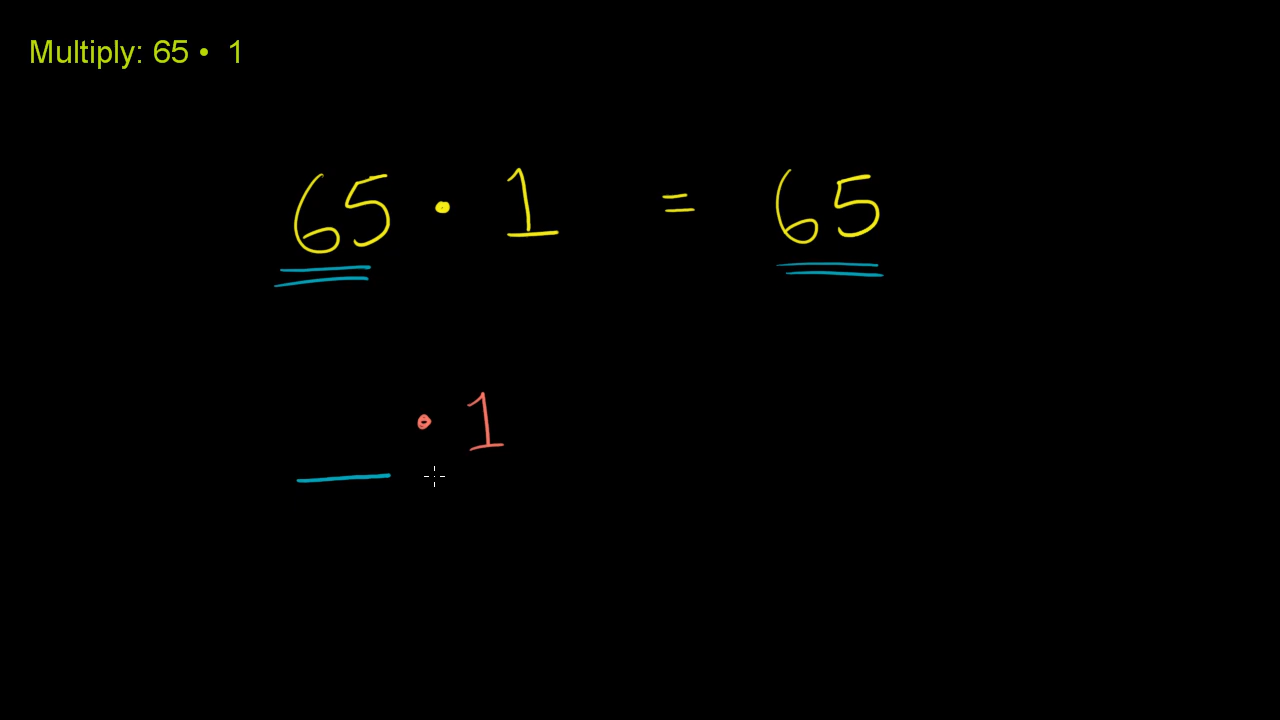 Multiply: 65 • 1
65 • 1 = 65
• 1